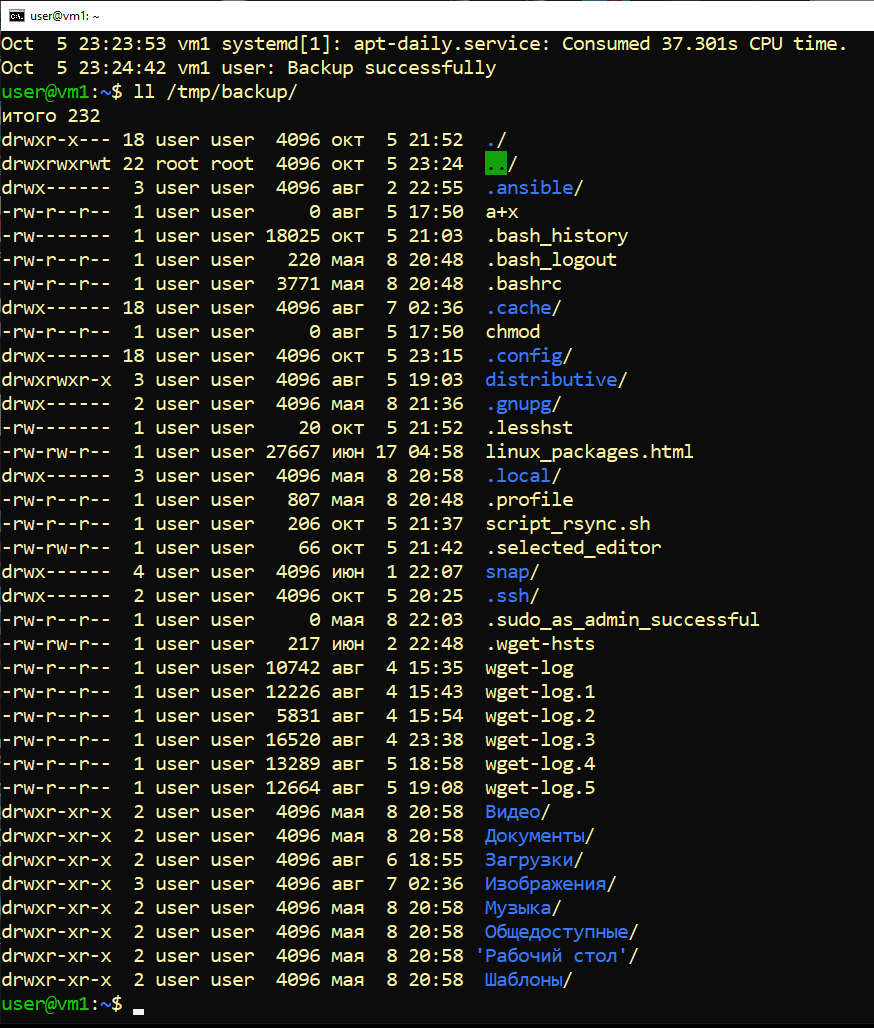 user@vm1: ~
Oct  5 23:23:53 vm1 systemd[1]: apt-daily.service: Consumed 37.301s CPU time.
Oct  5 23:24:42 vm1 user: Backup successfully
user@vm1:~$ ll /tmp/backup/
итого 232
drwxr-x--- 18 user user  4096 окт  5 21:52  ./
drwxrwxrwt 22 root root  4096 окт  5 23:24  ../
drwx------  3 user user  4096 авг  2 22:55  .ansible/
-rw-r--r--  1 user user     0 авг  5 17:50  a+x
-rw-------  1 user user 18025 окт  5 21:03  .bash_history
-rw-r--r--  1 user user   220 мая  8 20:48  .bash_logout
-rw-r--r--  1 user user  3771 мая  8 20:48  .bashrc
drwx------ 18 user user  4096 авг  7 02:36  .cache/
-rw-r--r--  1 user user     0 авг  5 17:50  chmod
drwx------ 18 user user  4096 окт  5 23:15  .config/
drwxrwxr-x  3 user user  4096 авг  5 19:03  distributive/
drwx------  2 user user  4096 мая  8 21:36  .gnupg/
-rw-------  1 user user    20 окт  5 21:52  .lesshst
-rw-rw-r--  1 user user 27667 июн 17 04:58  linux_packages.html
drwx------  3 user user  4096 мая  8 20:58  .local/
-rw-r--r--  1 user user   807 мая  8 20:48  .profile
-rw-r--r--  1 user user   206 окт  5 21:37  script_rsync.sh
-rw-rw-r--  1 user user    66 окт  5 21:42  .selected_editor
drwx------  4 user user  4096 июн  1 22:07  snap/
drwx------  2 user user  4096 окт  5 20:25  .ssh/
-rw-r--r--  1 user user     0 мая  8 22:03  .sudo_as_admin_successful
-rw-rw-r--  1 user user   217 июн  2 22:48  .wget-hsts
-rw-r--r--  1 user user 10742 авг  4 15:35  wget-log
-rw-r--r--  1 user user 12226 авг  4 15:43  wget-log.1
-rw-r--r--  1 user user  5831 авг  4 15:54  wget-log.2
-rw-r--r--  1 user user 16520 авг  4 23:38  wget-log.3
-rw-r--r--  1 user user 13289 авг  5 18:58  wget-log.4
-rw-r--r--  1 user user 12664 авг  5 19:08  wget-log.5
drwxr-xr-x  2 user user  4096 мая  8 20:58  Видео/
drwxr-xr-x  2 user user  4096 мая  8 20:58  Документы/
drwxr-xr-x  2 user user  4096 авг  6 18:55  Загрузки/
drwxr-xr-x  3 user user  4096 авг  7 02:36  Изображения/
drwxr-xr-x  2 user user  4096 мая  8 20:58  Музыка/
drwxr-xr-x  2 user user  4096 мая  8 20:58  Общедоступные/
drwxr-xr-x  2 user user  4096 мая  8 20:58 'Рабочий стол'/
drwxr-xr-x  2 user user  4096 мая  8 20:58  Шаблоны/
user@vm1:~$